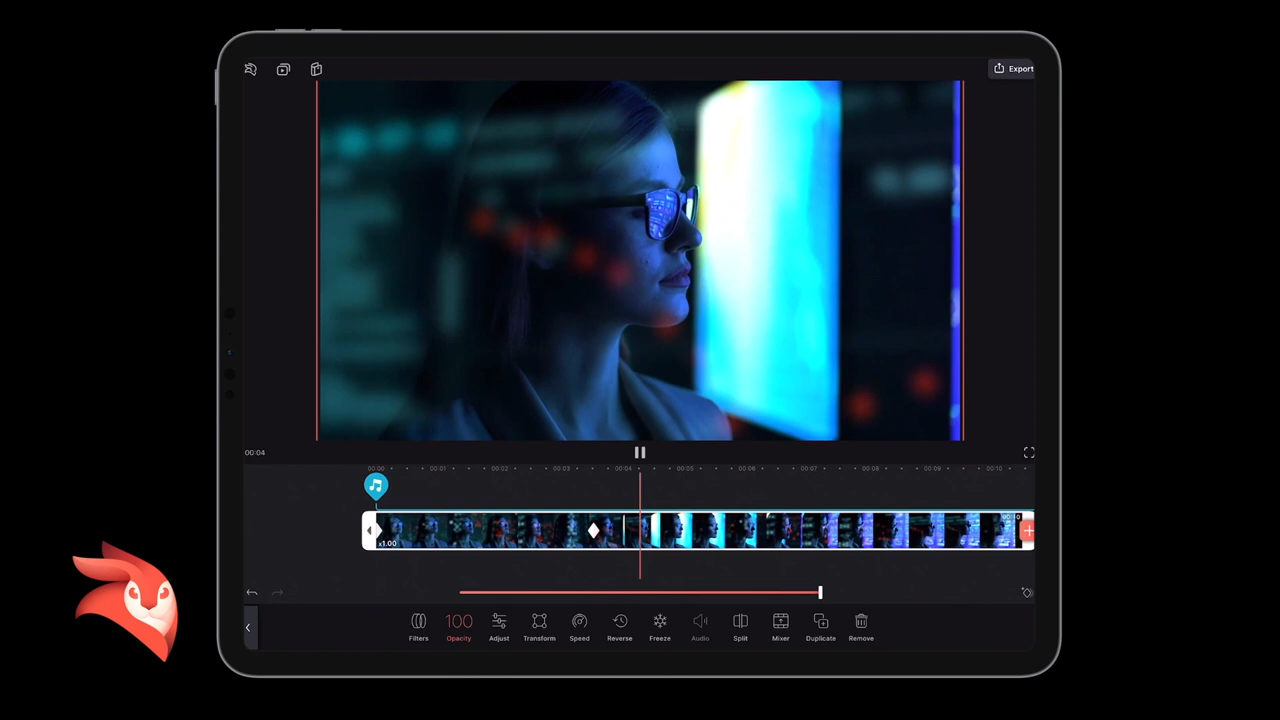 Export
00:04
00:00 00:01 00:02 00:03 00:04 00:05 00:06 00:07 00:08 00:09 00:10
00:10
x1.00
100
Filters Opacity Adjust Transform Speed Reverse Freeze Audio Split Mixer Duplicate Remove